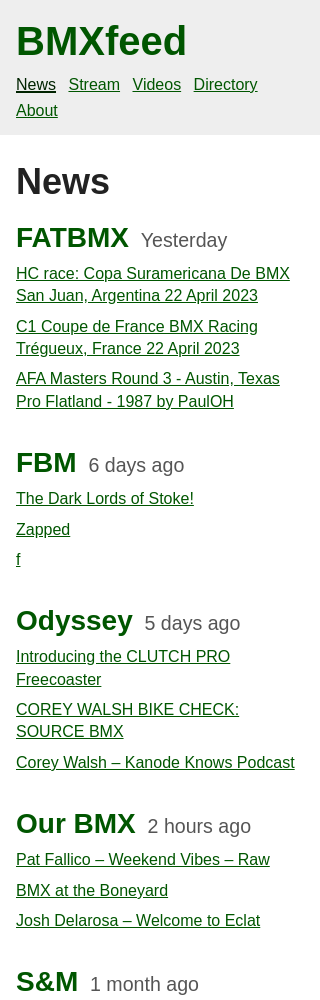 BMXfeed
News Stream Videos Directory
About
News
FATBMX Yesterday
HC race: Copa Suramericana De BMX
San Juan, Argentina 22 April 2023
C1 Coupe de France BMX Racing
Trégueux, France 22 April 2023
AFA Masters Round 3 - Austin, Texas
Pro Flatland - 1987 by PaulOH
FBM 6 days ago
The Dark Lords of Stoke!
Zapped
f
Odyssey 5 days ago
Introducing the CLUTCH PRO
Freecoaster
COREY WALSH BIKE CHECK:
SOURCE BMX
Corey Walsh – Kanode Knows Podcast
Our BMX 2 hours ago
Pat Fallico – Weekend Vibes – Raw
BMX at the Boneyard
Josh Delarosa – Welcome to Eclat
S&M 1 month ago